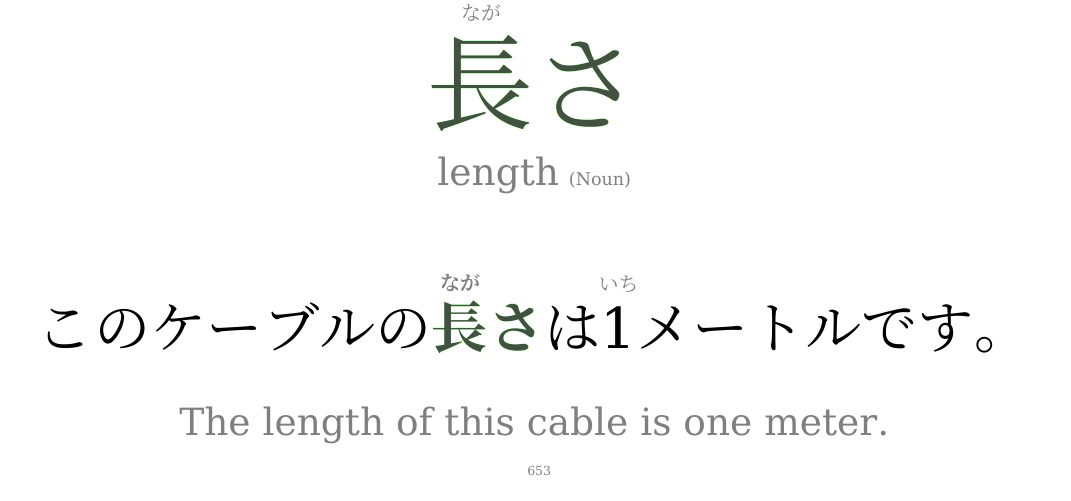 なが
長さ
length (Noun)
なが いち
このケーブルの長さは1メートルです。
The length of this cable is one meter.
653